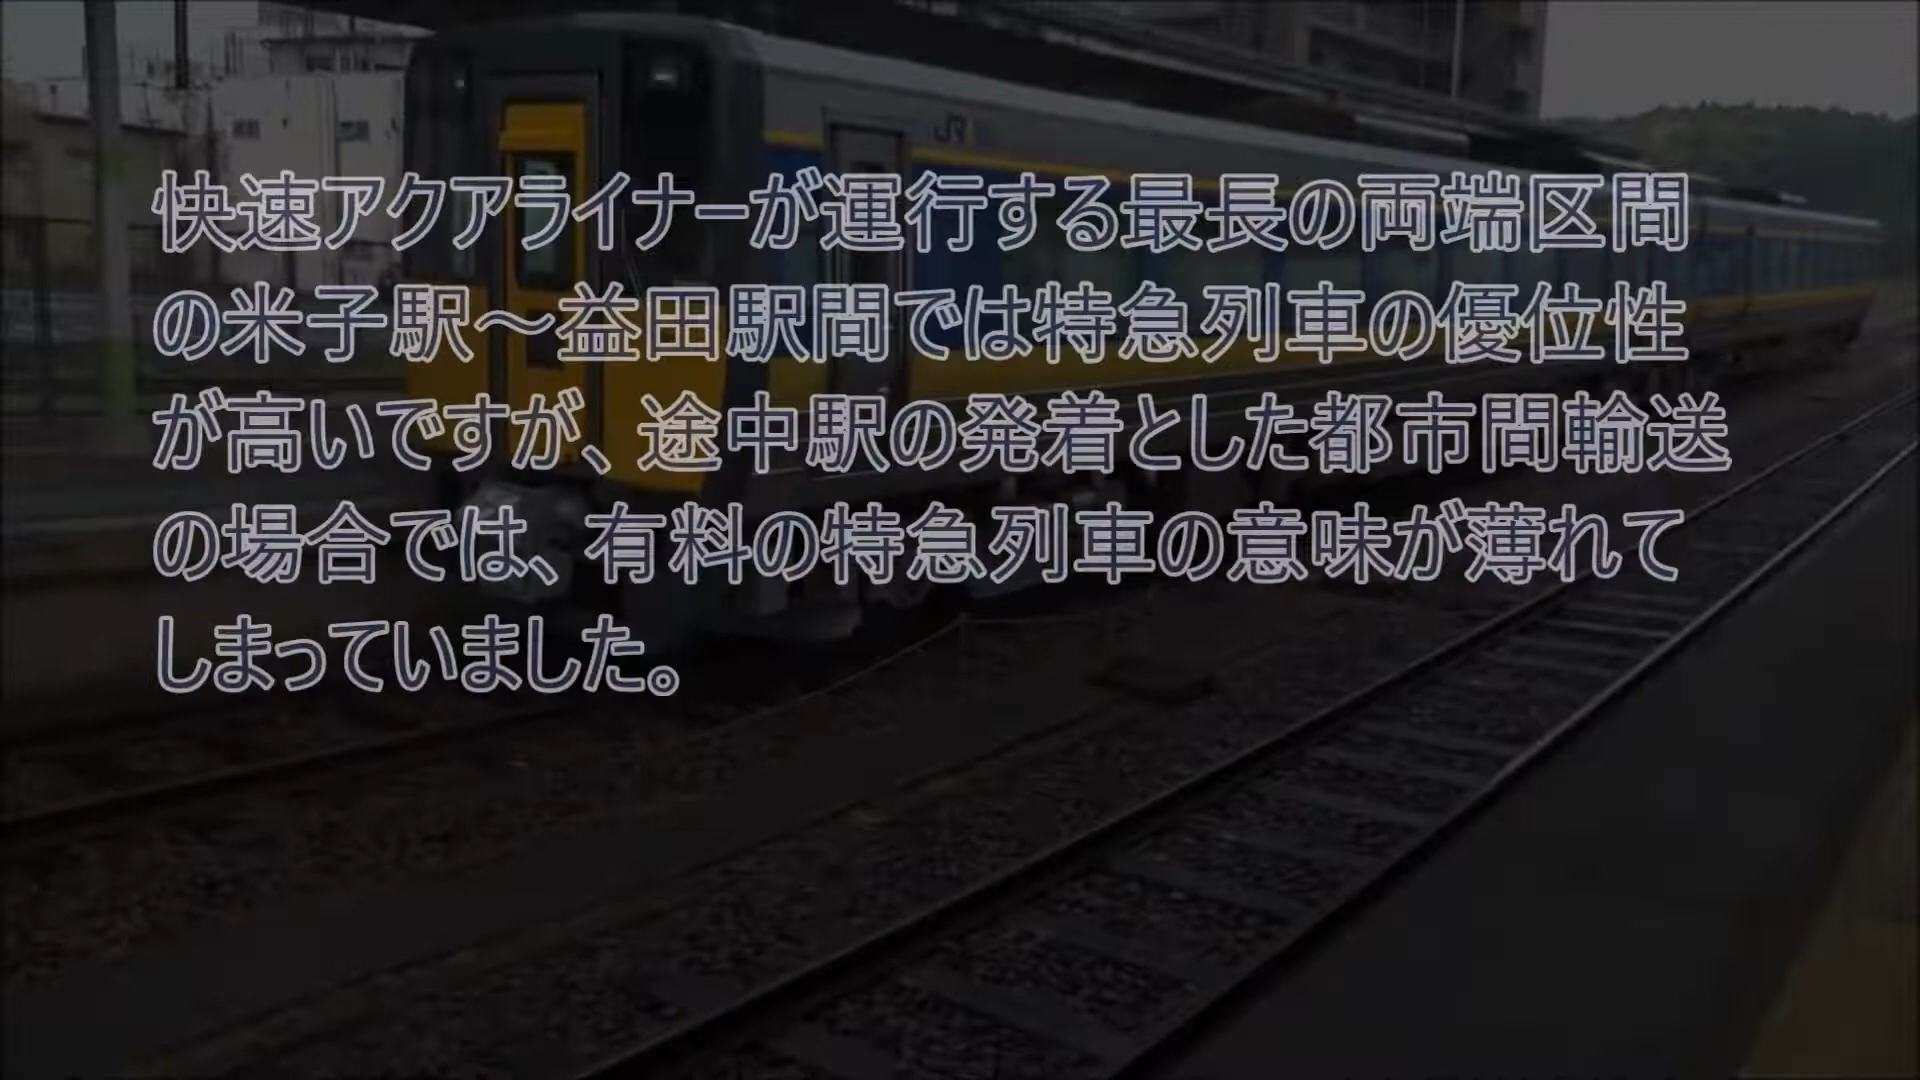 JR
快速アクアライナーが運行する最長の両端区間
の米子駅～益田駅間では特急列車の優位性
が高いですが、途中駅の発着とした都市間輸送
の場合では、有料の特急列車の意味が薄れて
しまっていました。